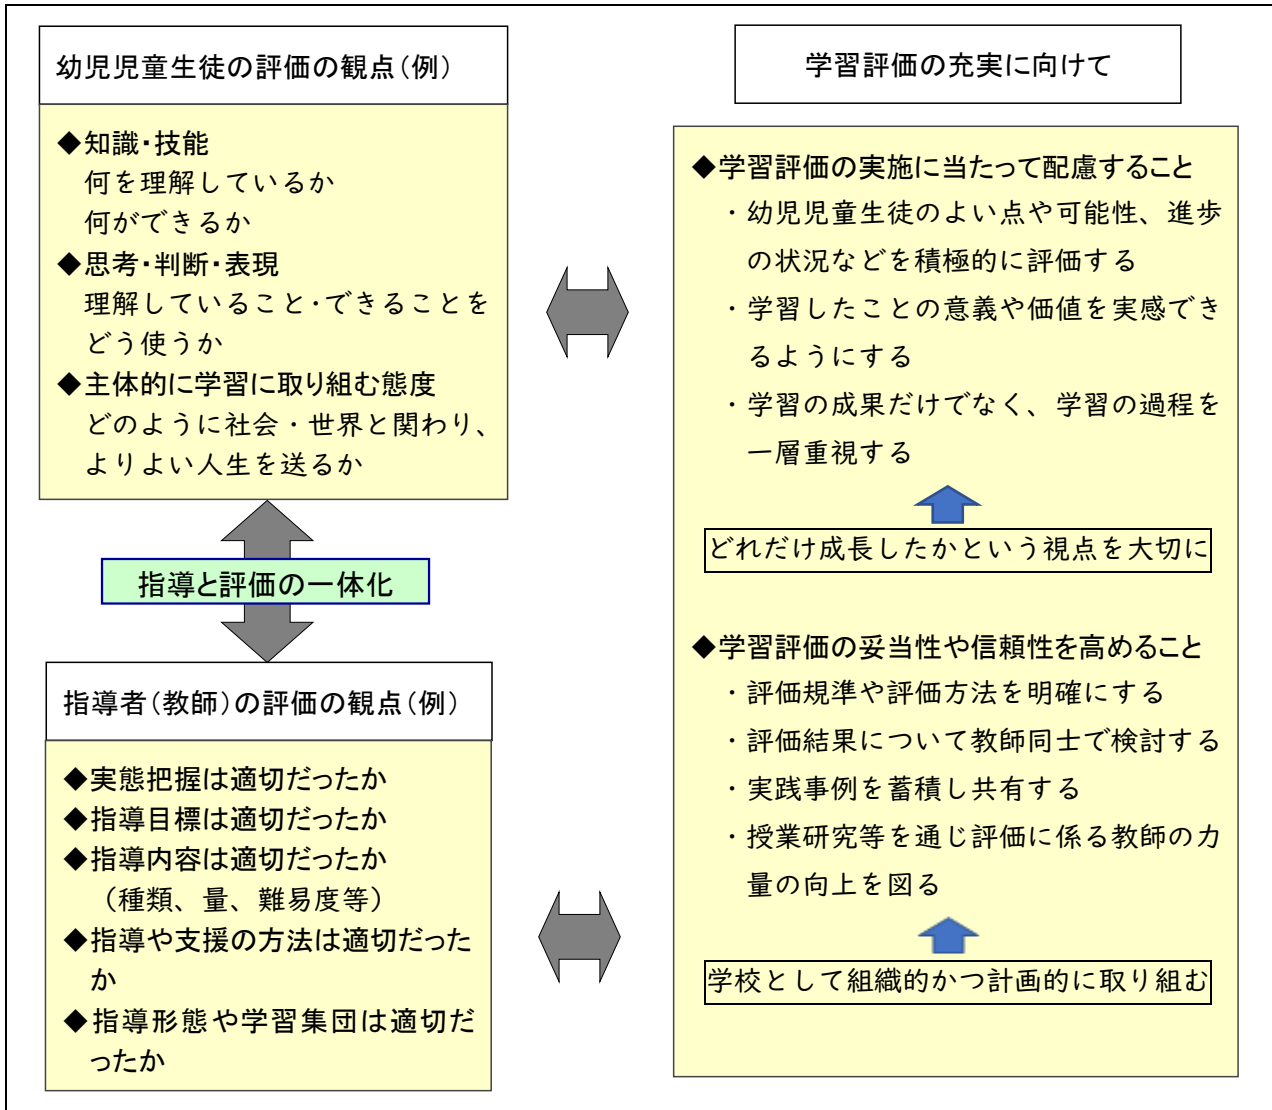 幼児児童生徒の評価の観点(例)
◆知識・技能
何を理解しているか
何ができるか
◆思考・判断・表現
理解していること・できることを
どう使うか
◆主体的に学習に取り組む態度
どのように社会・世界と関わり、
よりよい人生を送るか
指導と評価の一体化
指導者(教師)の評価の観点(例)
◆実態把握は適切だったか
◆指導目標は適切だったか
◆指導内容は適切だったか
(種類、量、難易度等)
◆指導や支援の方法は適切だった
か
◆指導形態や学習集団は適切だ
ったか
学習評価の充実に向けて
◆学習評価の実施に当たって配慮すること
・幼児児童生徒のよい点や可能性、進歩
の状況などを積極的に評価する
・学習したことの意義や価値を実感でき
るようにする
・学習の成果だけでなく、学習の過程を
一層重視する
どれだけ成長したかという視点を大切に
◆学習評価の妥当性や信頼性を高めること
・評価規準や評価方法を明確にする
・評価結果について教師同士で検討する
・実践事例を蓄積し共有する
・授業研究等を通じ評価に係る教師の力
量の向上を図る
学校として組織的かつ計画的に取り組む